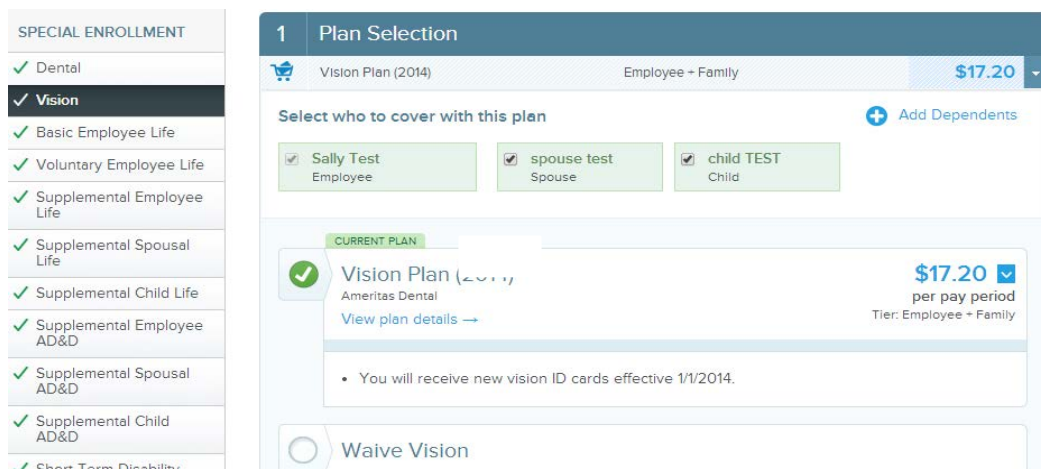 SPECIAL ENROLLMENT
Dental
Vision
Basic Employee Life
Voluntary Employee Life
Supplemental Employee
Life
Supplemental Spousal
Life
Supplemental Child Life
Supplemental Employee
AD&D
Supplemental Spousal
AD&D
Supplemental Child
AD&D
Short Term Disability
1 Plan Selection
Vision Plan (2014) Employee + Family $17.20
Select who to cover with this plan Add Dependents
Sally Test
Employee
spouse test
Spouse
child TEST
Child
CURRENT PLAN
Vision Plan
Ameritas Dental
View plan details →
$17.20
per pay period
Tier: Employee + Family
• You will receive new vision ID cards effective 1/1/2014.
Waive Vision